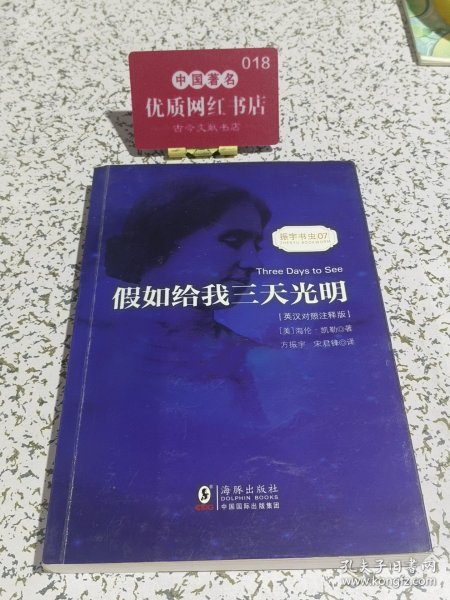 018
中国著名
优质网红书店
古今文献书店
振宇书虫07
ZHENYU BOOKWORM
Three Days to See
假如给我三天光明
[英汉对照注释版]
[美]海伦·凯勒◎著
方振宇 宋君锋◎译
海豚出版社
DOLPHIN BOOKS
中国国际出版集团
孔夫子旧书网
www.kongfz.com